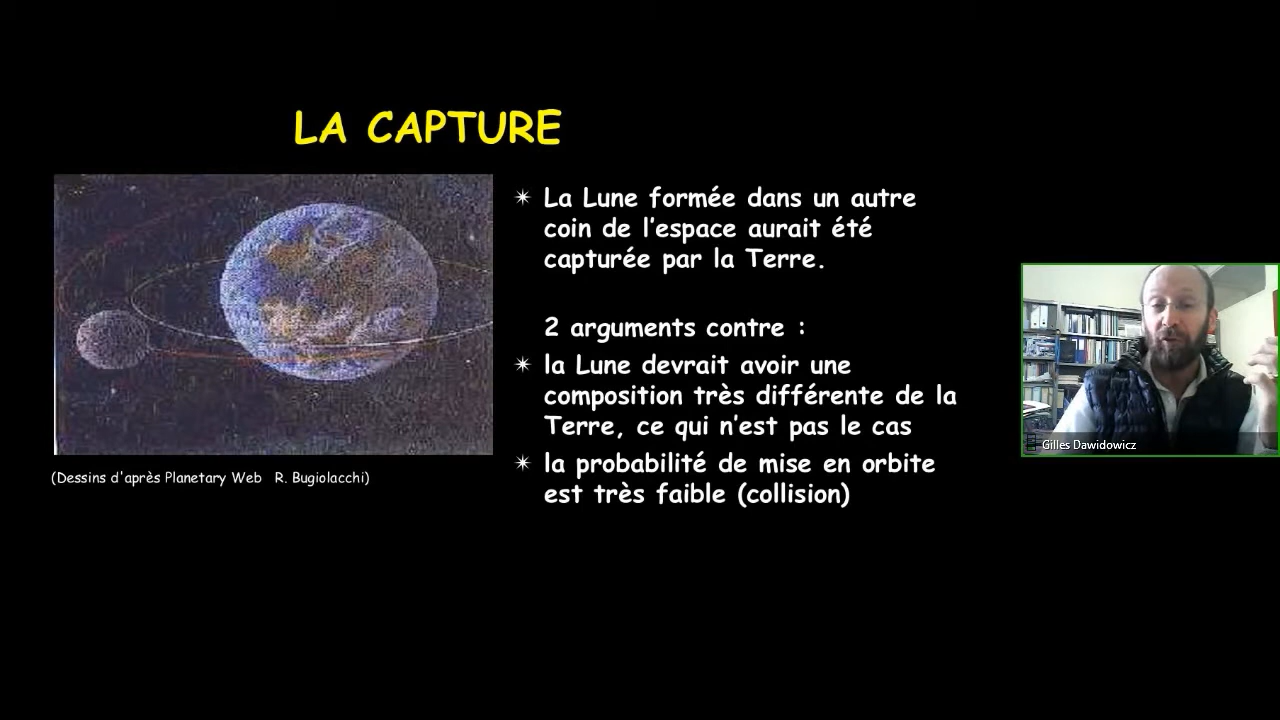 LA CAPTURE
La Lune formée dans un autre
coin de l'espace aurait été
capturée par la Terre.
2 arguments contre :
la Lune devrait avoir une
composition très différente de la
Terre, ce qui n'est pas le cas
la probabilité de mise en orbite
est très faible (collision)
(Dessins d'après Planetary Web R. Bugiolacchi)
Gilles Dawidowicz